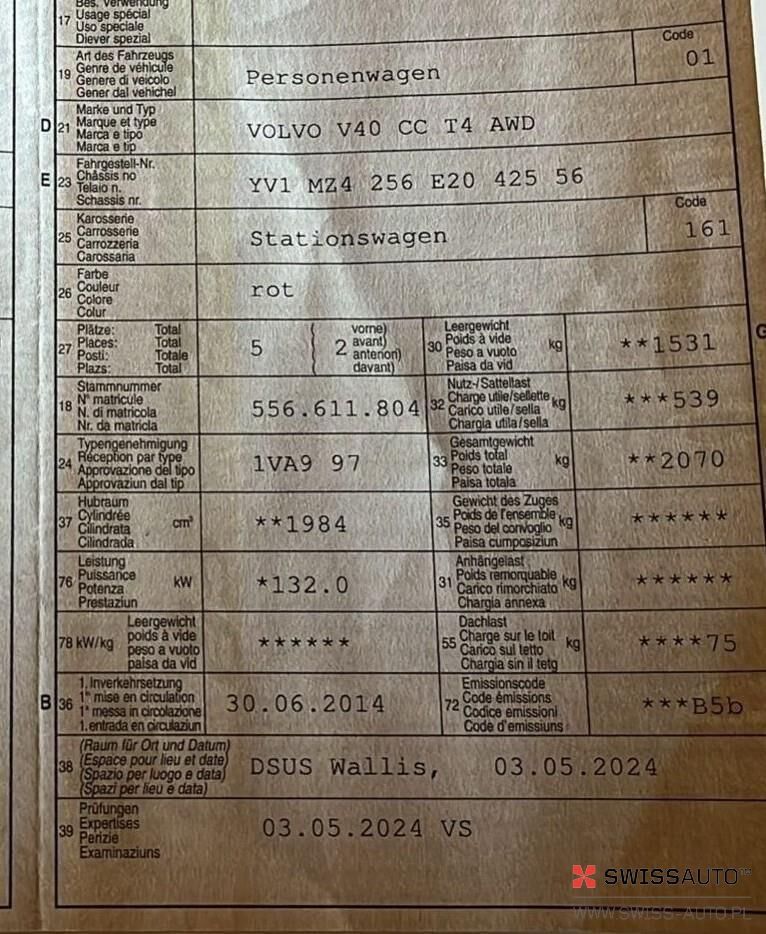 Bes. Verwendung
17 Usage spécial
Uso speciale
Diever spezial
Art des Fahrzeugs
19 Genre de véhicule
Genere di veicolo
Gener dal vehichel
Personenwagen
Code
01
Marke und Typ
D 21 Marque et type
Marca e tipo
Marca e tip
VOLVO V40 CC T4 AWD
Fahrgestell-Nr.
E 23 Châssis no
Telaio n.
Schassis nr.
YV1 MZ4 256 E20 425 56
Karosserie
25 Carrosserie
Carrozzeria
Carossaria
Stationswagen
Code
161
Farbe
26 Couleur
Colore
Colur
rot
Plätze: Total
27 Places: Total
Posti: Totale
Plazs: Total
5 ( 2 vorne)
avant)
anteriori)
davant)
Leergewicht
30 Poids à vide kg
Peso a vuoto
Paisa da vid
**1531
G
Stammnummer
18 N° matricule
N. di matricola
Nr. da matricla
556.611.804
Nutz-/Sattellast
32 Charge utile/sellette kg
Carico utile/sella
Chargia utila/sella
***539
Typengenehmigung
24 Réception par type
Approvazione del tipo
Approvaziun dal tip
1VA9 97
Gesamtgewicht
33 Poids total kg
Peso totale
Paisa totala
**2070
Hubraum
37 Cylindrée cm³
Cilindrata
Cilindrada
**1984
Gewicht des Zuges
35 Poids de l'ensemble kg
Peso del convoglio
Paisa cumposiziun
******
Leistung
76 Puissance kW
Potenza
Prestaziun
*132.0
Anhängelast
31 Poids remorquable kg
Carico rimorchiato
Chargia annexa
******
Leergewicht
78 kW/kg poids à vide
peso a vuoto
paisa da vid
******
Dachlast
55 Charge sur le toit kg
Carico sul tetto
Chargia sin il tetg
****75
1. Inverkehrsetzung
B 36 1re mise en circulation
1a messa in circolazione
1. entrada en circulaziun
30.06.2014
Emissionscode
72 Code émissions
Codice emissioni
Code d'emissiuns
***B5b
(Raum für Ort und Datum)
38 (Espace pour lieu et date)
(Spazio per luogo e data)
(Spazi per lieu e data)
DSUS Wallis, 03.05.2024
Prüfungen
39 Expertises
Perizie
Examinaziuns
03.05.2024 VS
SWISSAUTO™
WWW.SWISS-AUTO.PL